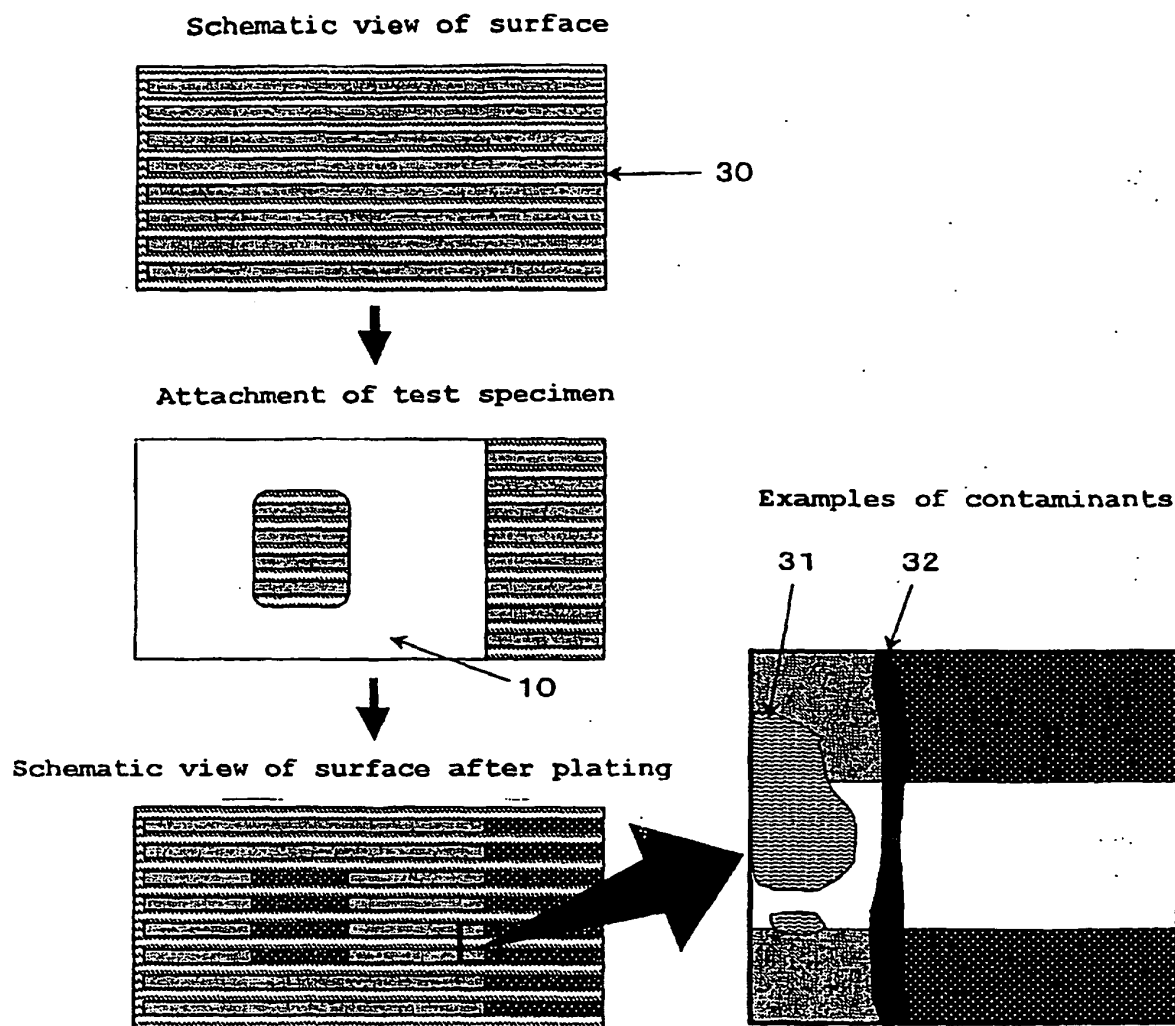 Schematic view of surface
30
Attachment of test specimen
10
Examples of contaminants
31
32
Schematic view of surface after plating